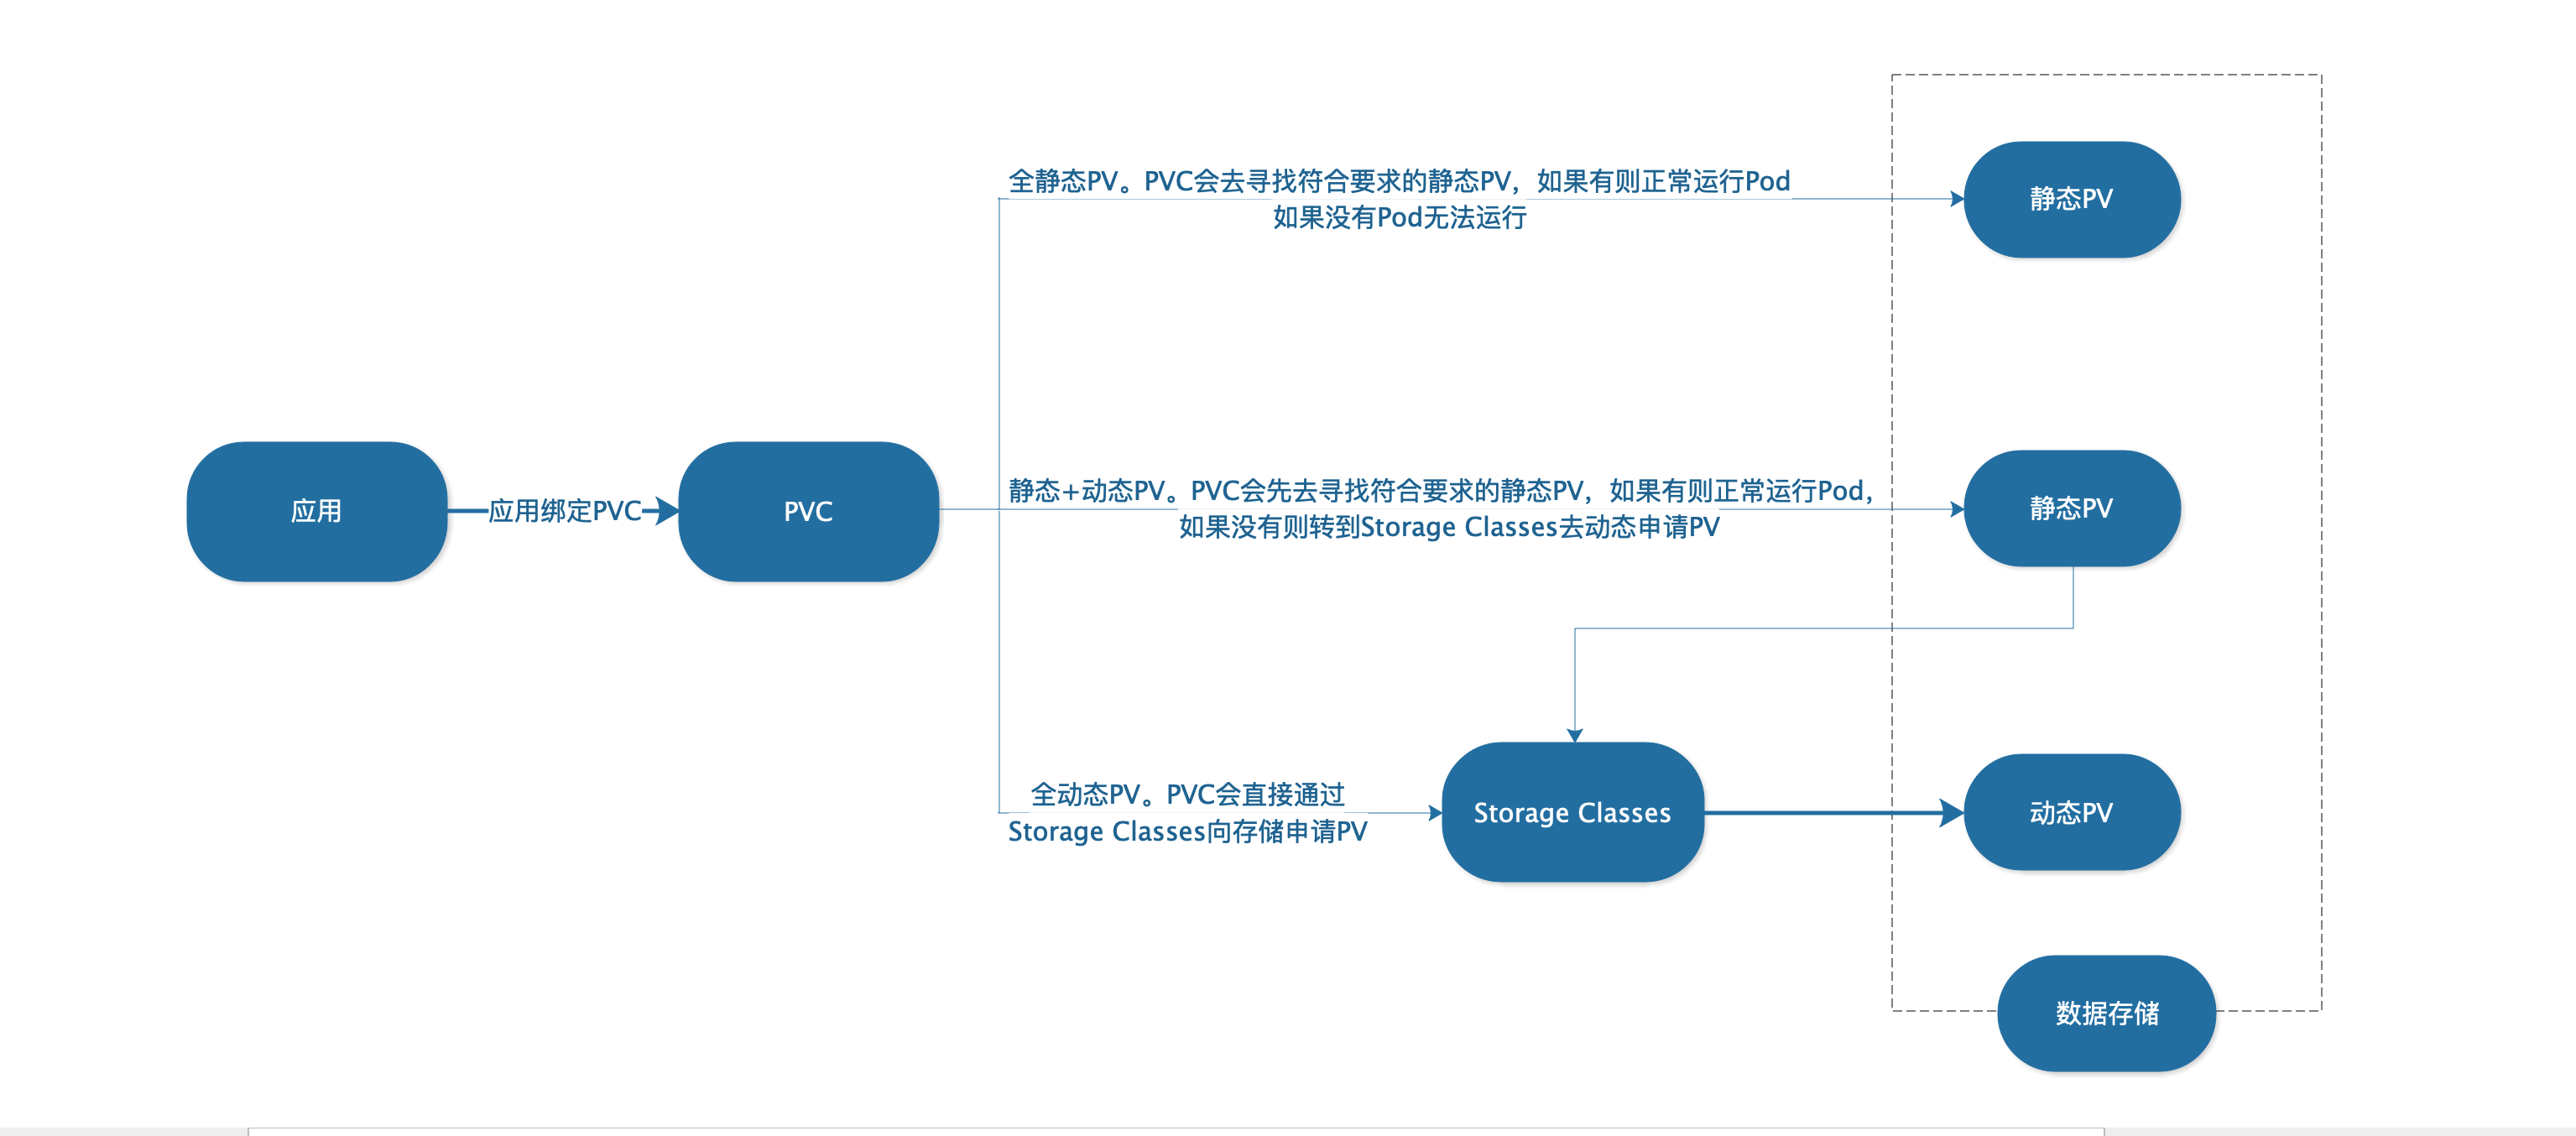 全静态PV。PVC会去寻找符合要求的静态PV，如果有则正常运行Pod
如果没有Pod无法运行
静态PV
应用
应用绑定PVC
PVC
静态+动态PV。PVC会先去寻找符合要求的静态PV，如果有则正常运行Pod，
如果没有则转到Storage Classes去动态申请PV
静态PV
全动态PV。PVC会直接通过
Storage Classes向存储申请PV
Storage Classes
动态PV
数据存储